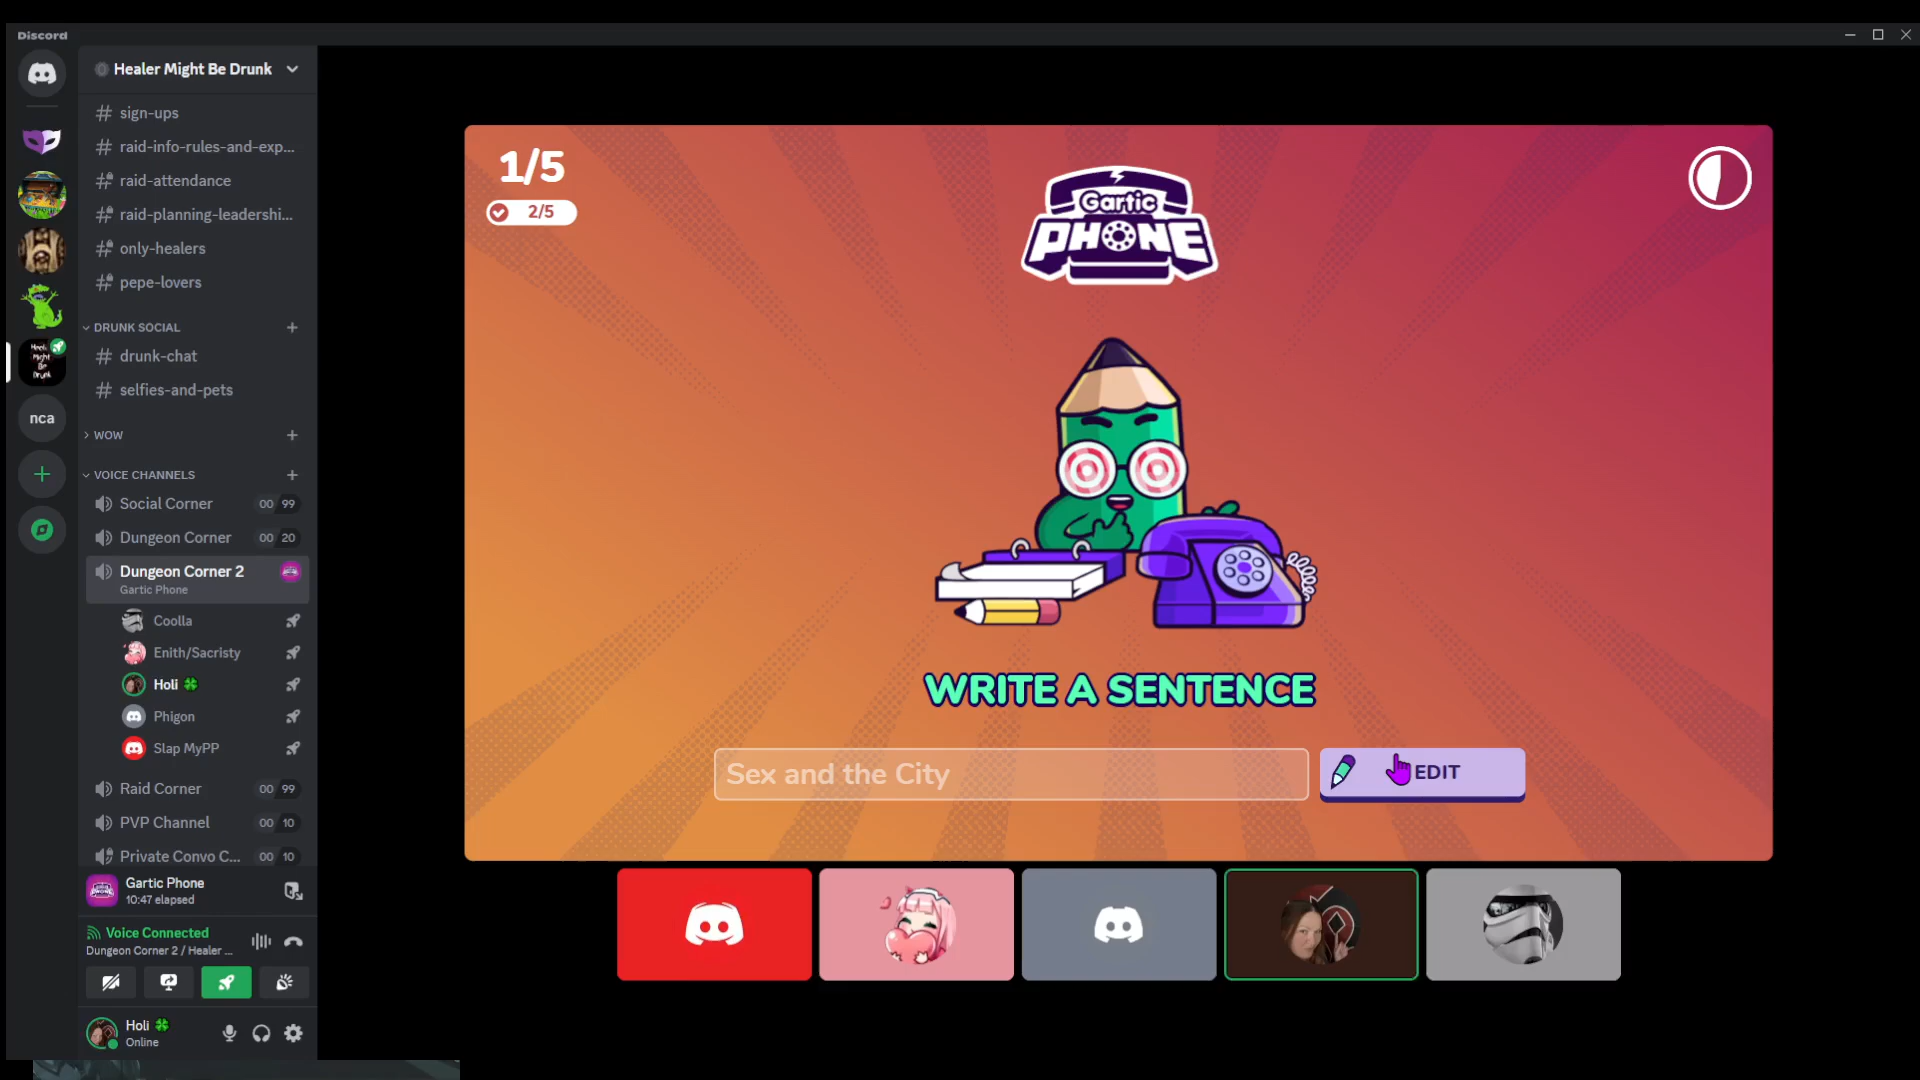 Discord
Healer Might Be Drunk
sign-ups
raid-info-rules-and-exp...
raid-attendance
raid-planning-leadershi...
only-healers
pepe-lovers
DRUNK SOCIAL
drunk-chat
selfies-and-pets
WOW
VOICE CHANNELS
Social Corner 00 99
Dungeon Corner 00 20
Dungeon Corner 2
Gartic Phone
Coolla
Enith/Sacristy
Holi
Phigon
Slap MyPP
Raid Corner 00 99
PVP Channel 00 10
Private Convo C... 00 10
Gartic Phone
10:47 elapsed
Voice Connected
Dungeon Corner 2 / Healer ...
Holi
Online
nca
Might
Be
Drunk
1/5
2/5
Gartic
PHONE
WRITE A SENTENCE
Sex and the City
EDIT